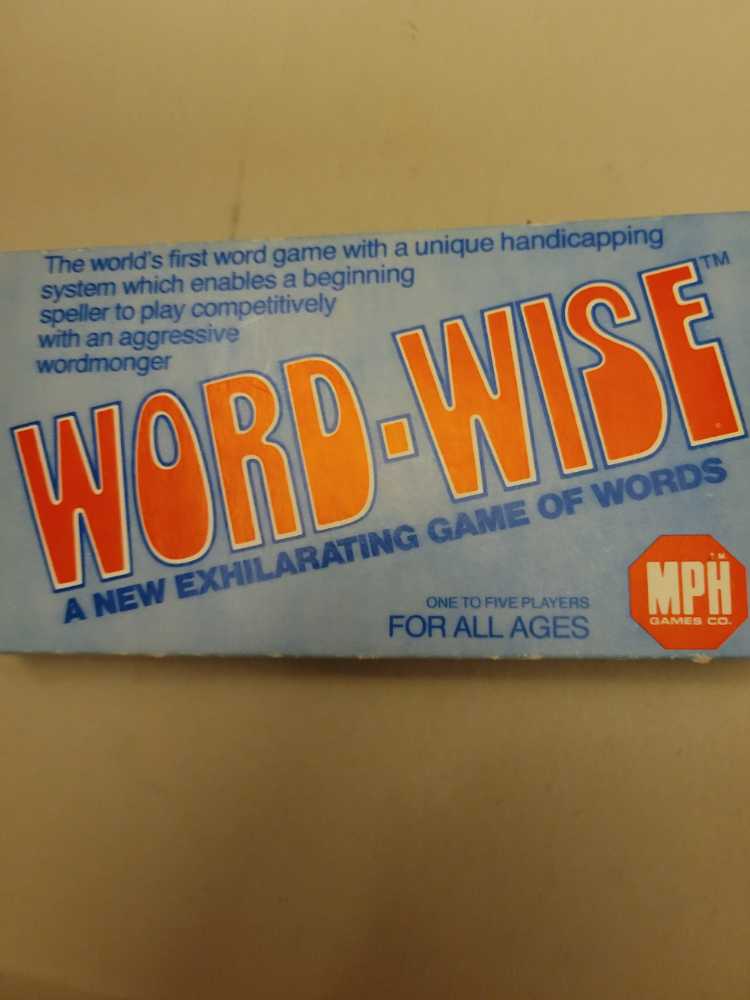 The world's first word game with a unique handicapping
system which enables a beginning
speller to play competitively
with an aggressive
wordmonger
WORD-WISE™
A NEW EXHILARATING GAME OF WORDS
ONE TO FIVE PLAYERS
FOR ALL AGES
T.M.
MPH
GAMES CO.